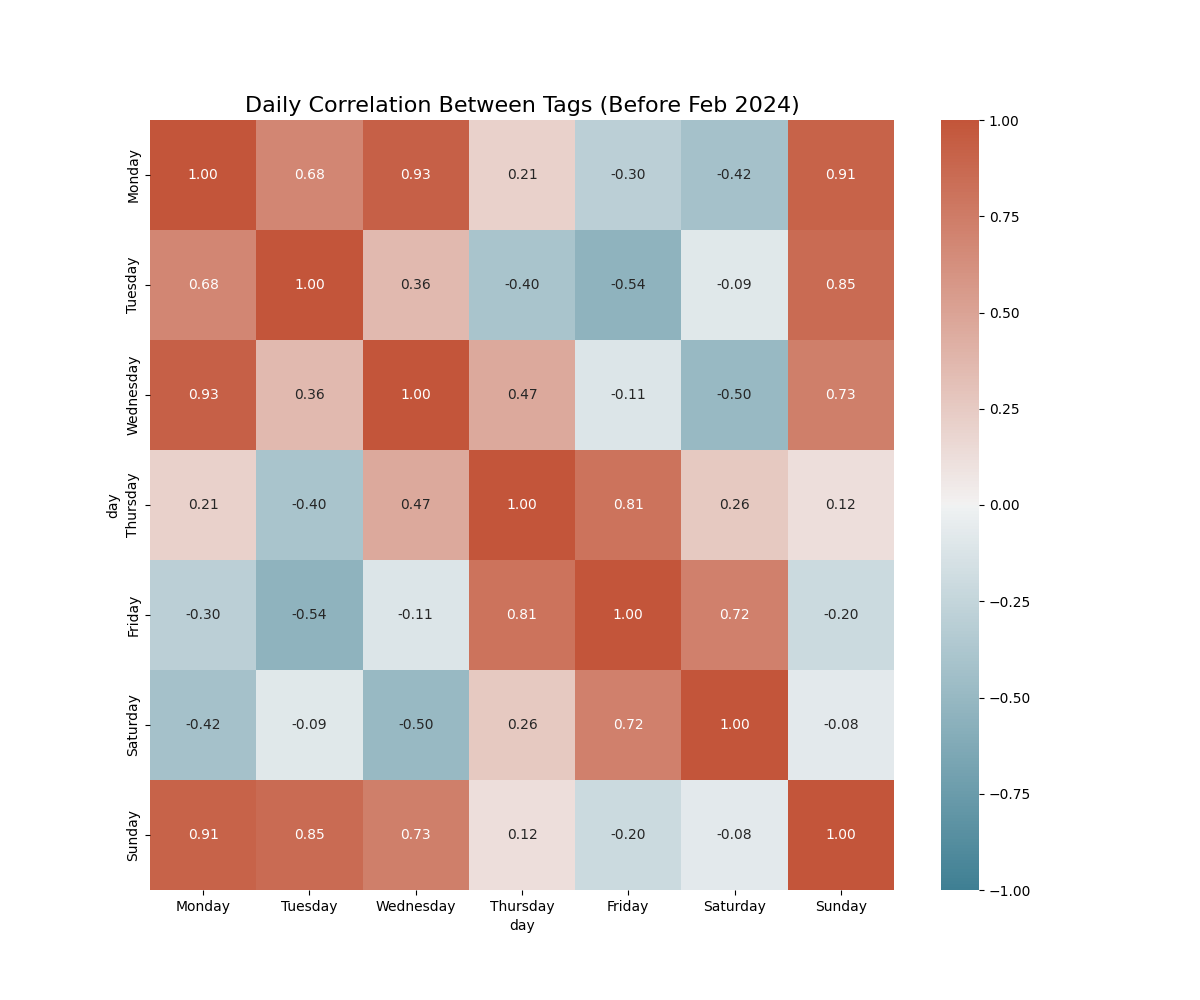 Daily Correlation Between Tags (Before Feb 2024)
Monday 1.00 0.68 0.93 0.21 -0.30 -0.42 0.91
Tuesday 0.68 1.00 0.36 -0.40 -0.54 -0.09 0.85
Wednesday 0.93 0.36 1.00 0.47 -0.11 -0.50 0.73
Thursday 0.21 -0.40 0.47 1.00 0.81 0.26 0.12
Friday -0.30 -0.54 -0.11 0.81 1.00 0.72 -0.20
Saturday -0.42 -0.09 -0.50 0.26 0.72 1.00 -0.08
Sunday 0.91 0.85 0.73 0.12 -0.20 -0.08 1.00
day
Monday Tuesday Wednesday Thursday Friday Saturday Sunday
day
1.00
0.75
0.50
0.25
0.00
−0.25
−0.50
−0.75
−1.00